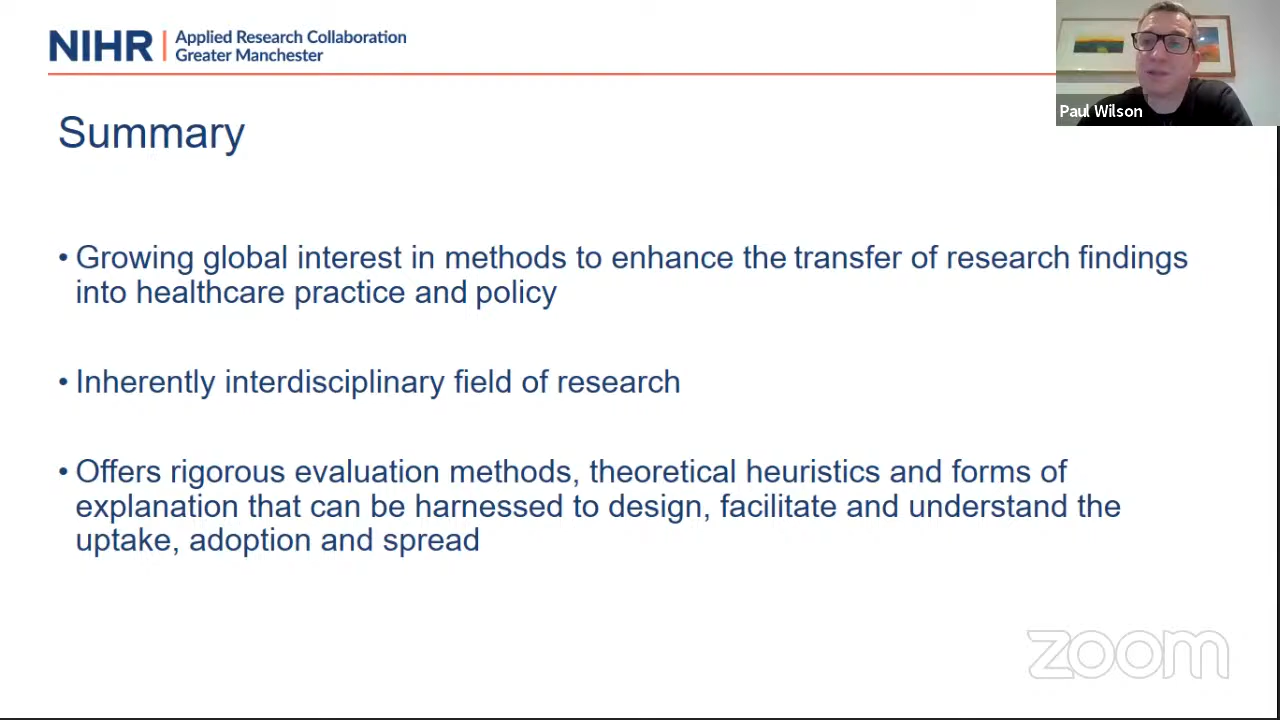 NIHR | Applied Research Collaboration
Greater Manchester
Paul Wilson
Summary
• Growing global interest in methods to enhance the transfer of research findings
into healthcare practice and policy
• Inherently interdisciplinary field of research
• Offers rigorous evaluation methods, theoretical heuristics and forms of
explanation that can be harnessed to design, facilitate and understand the
uptake, adoption and spread
zoom